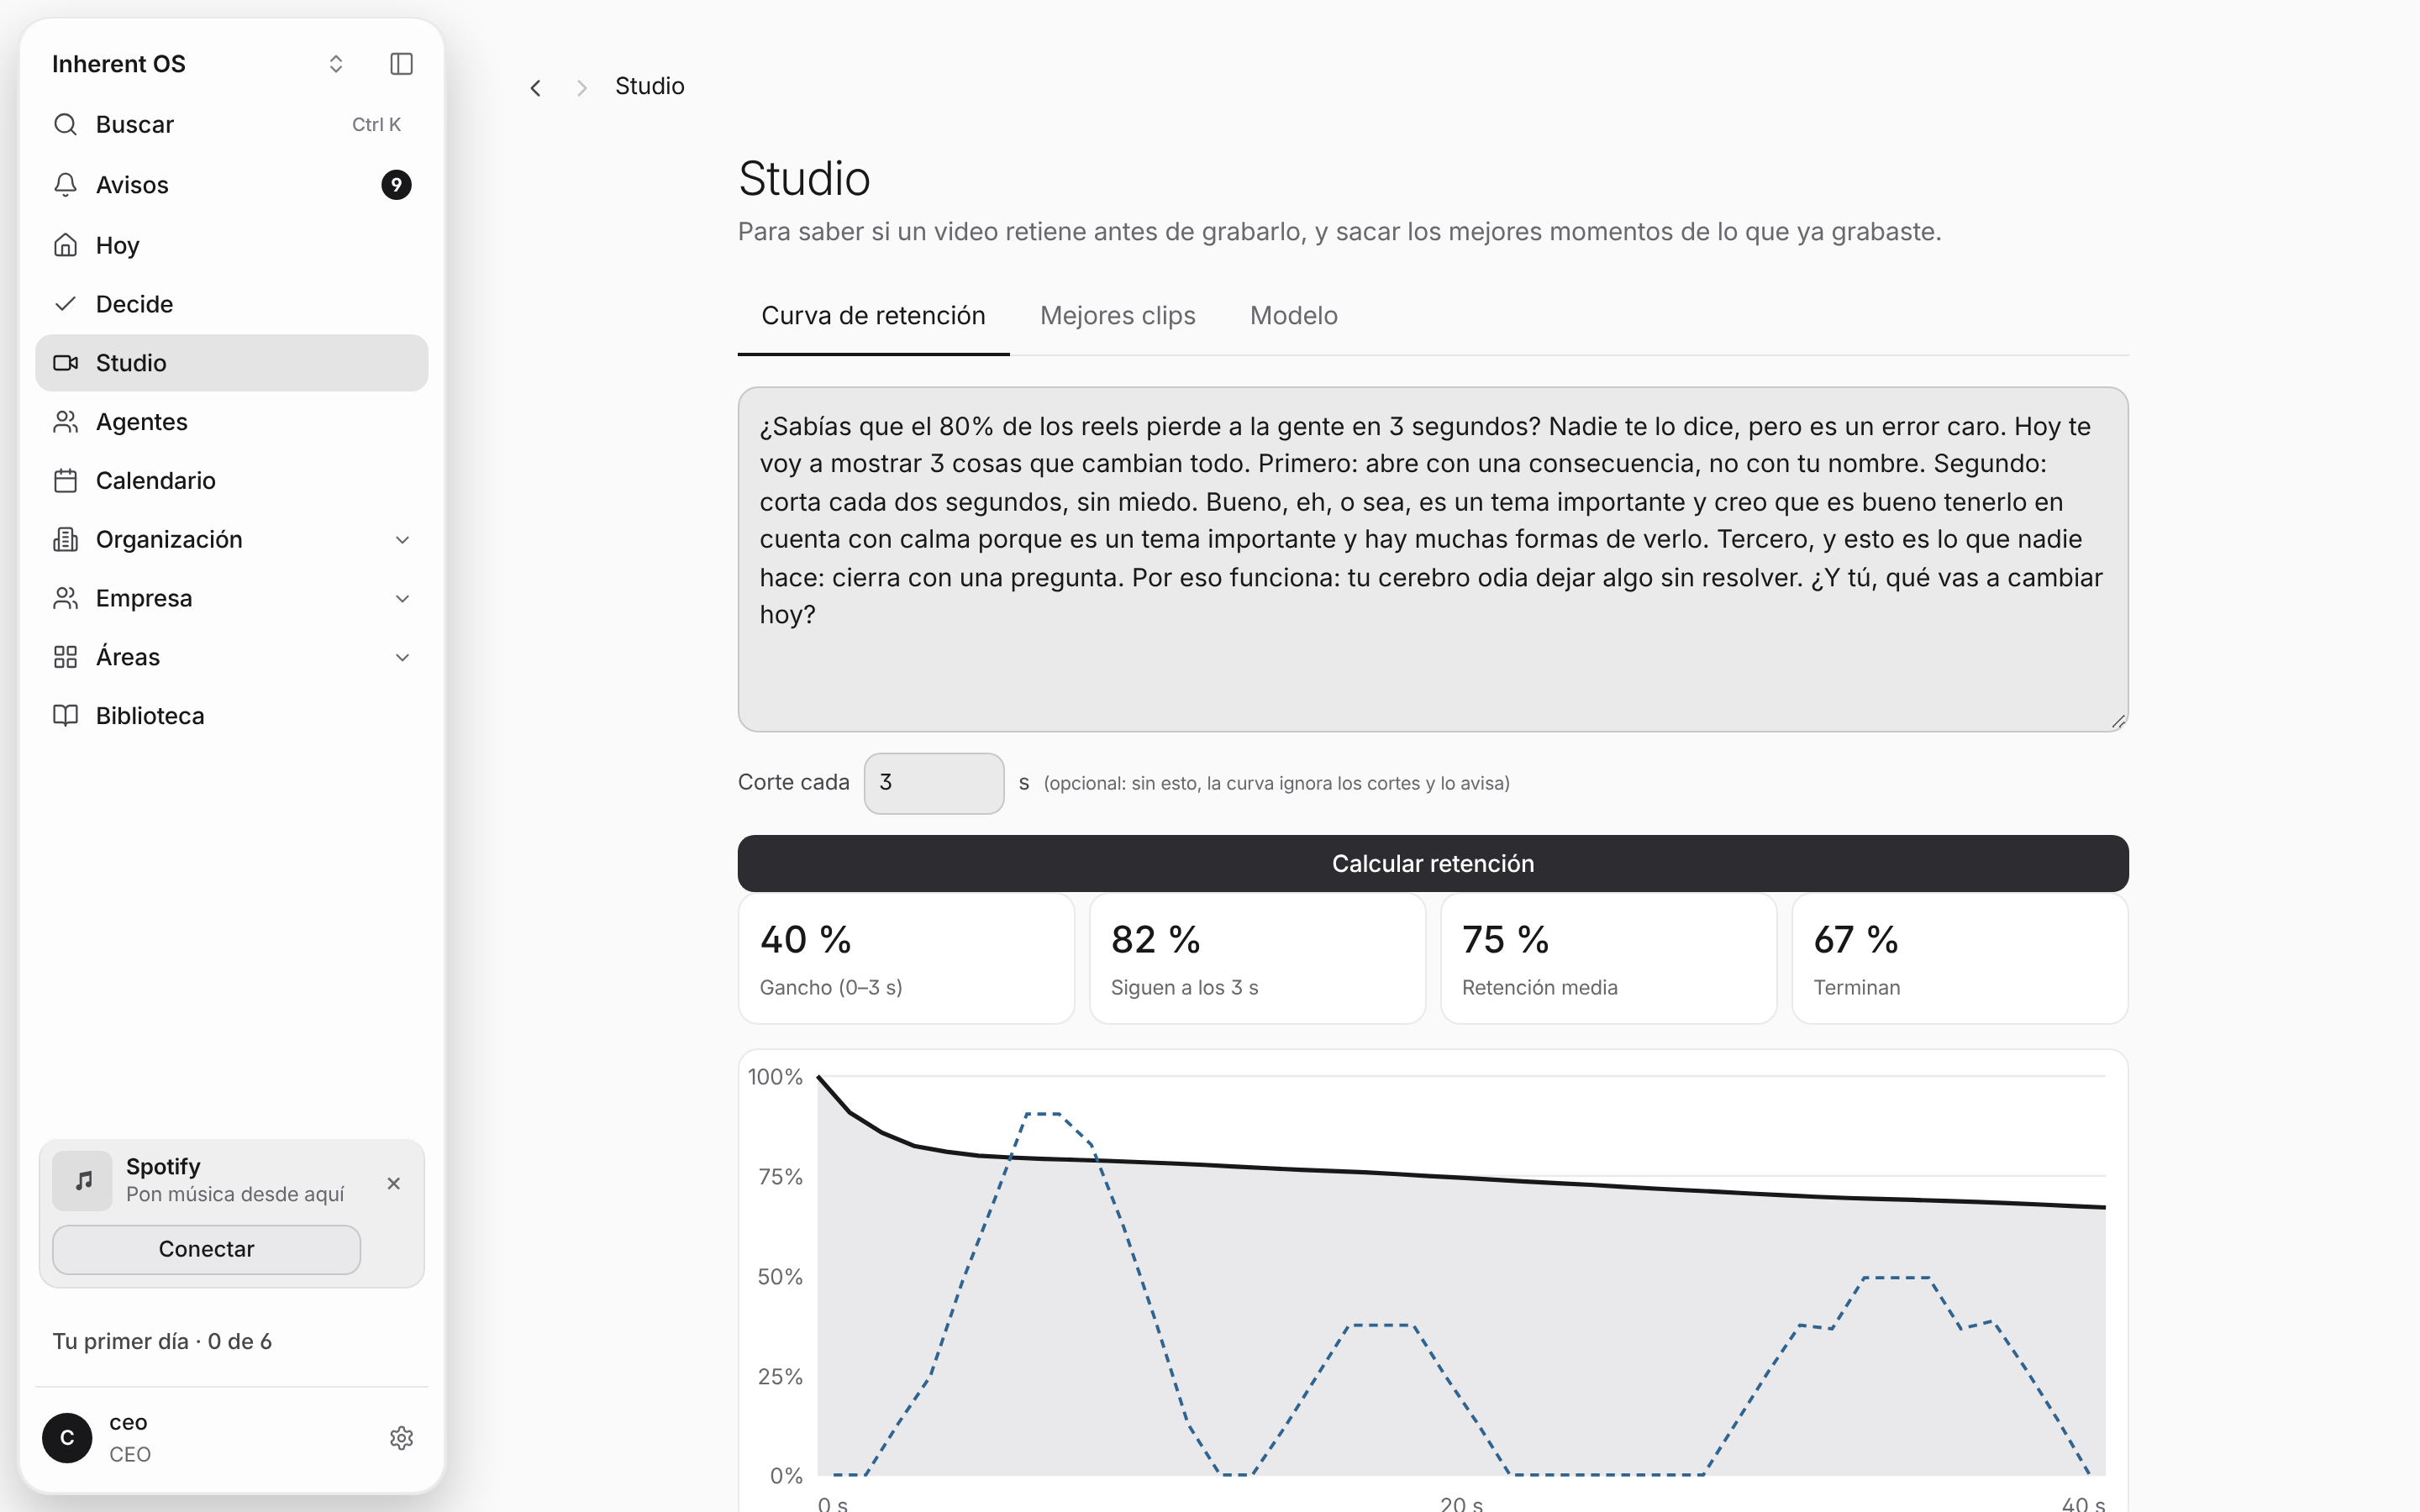 Inherent OS
Buscar
Ctrl K
Avisos
9
Hoy
Decide
Studio
Agentes
Calendario
Organización
Empresa
Áreas
Biblioteca
Spotify
Pon música desde aquí
Conectar
Tu primer día · 0 de 6
C
ceo
CEO
Studio
Studio
Para saber si un video retiene antes de grabarlo, y sacar los mejores momentos de lo que ya grabaste.
Curva de retención
Mejores clips
Modelo
¿Sabías que el 80% de los reels pierde a la gente en 3 segundos? Nadie te lo dice, pero es un error caro. Hoy te
voy a mostrar 3 cosas que cambian todo. Primero: abre con una consecuencia, no con tu nombre. Segundo:
corta cada dos segundos, sin miedo. Bueno, eh, o sea, es un tema importante y creo que es bueno tenerlo en
cuenta con calma porque es un tema importante y hay muchas formas de verlo. Tercero, y esto es lo que nadie
hace: cierra con una pregunta. Por eso funciona: tu cerebro odia dejar algo sin resolver. ¿Y tú, qué vas a cambiar
hoy?
Corte cada 3 s (opcional: sin esto, la curva ignora los cortes y lo avisa)
Calcular retención
40 %
Gancho (0–3 s)
82 %
Siguen a los 3 s
75 %
Retención media
67 %
Terminan
100%
75%
50%
25%
0%
0 s
20 s
40 s